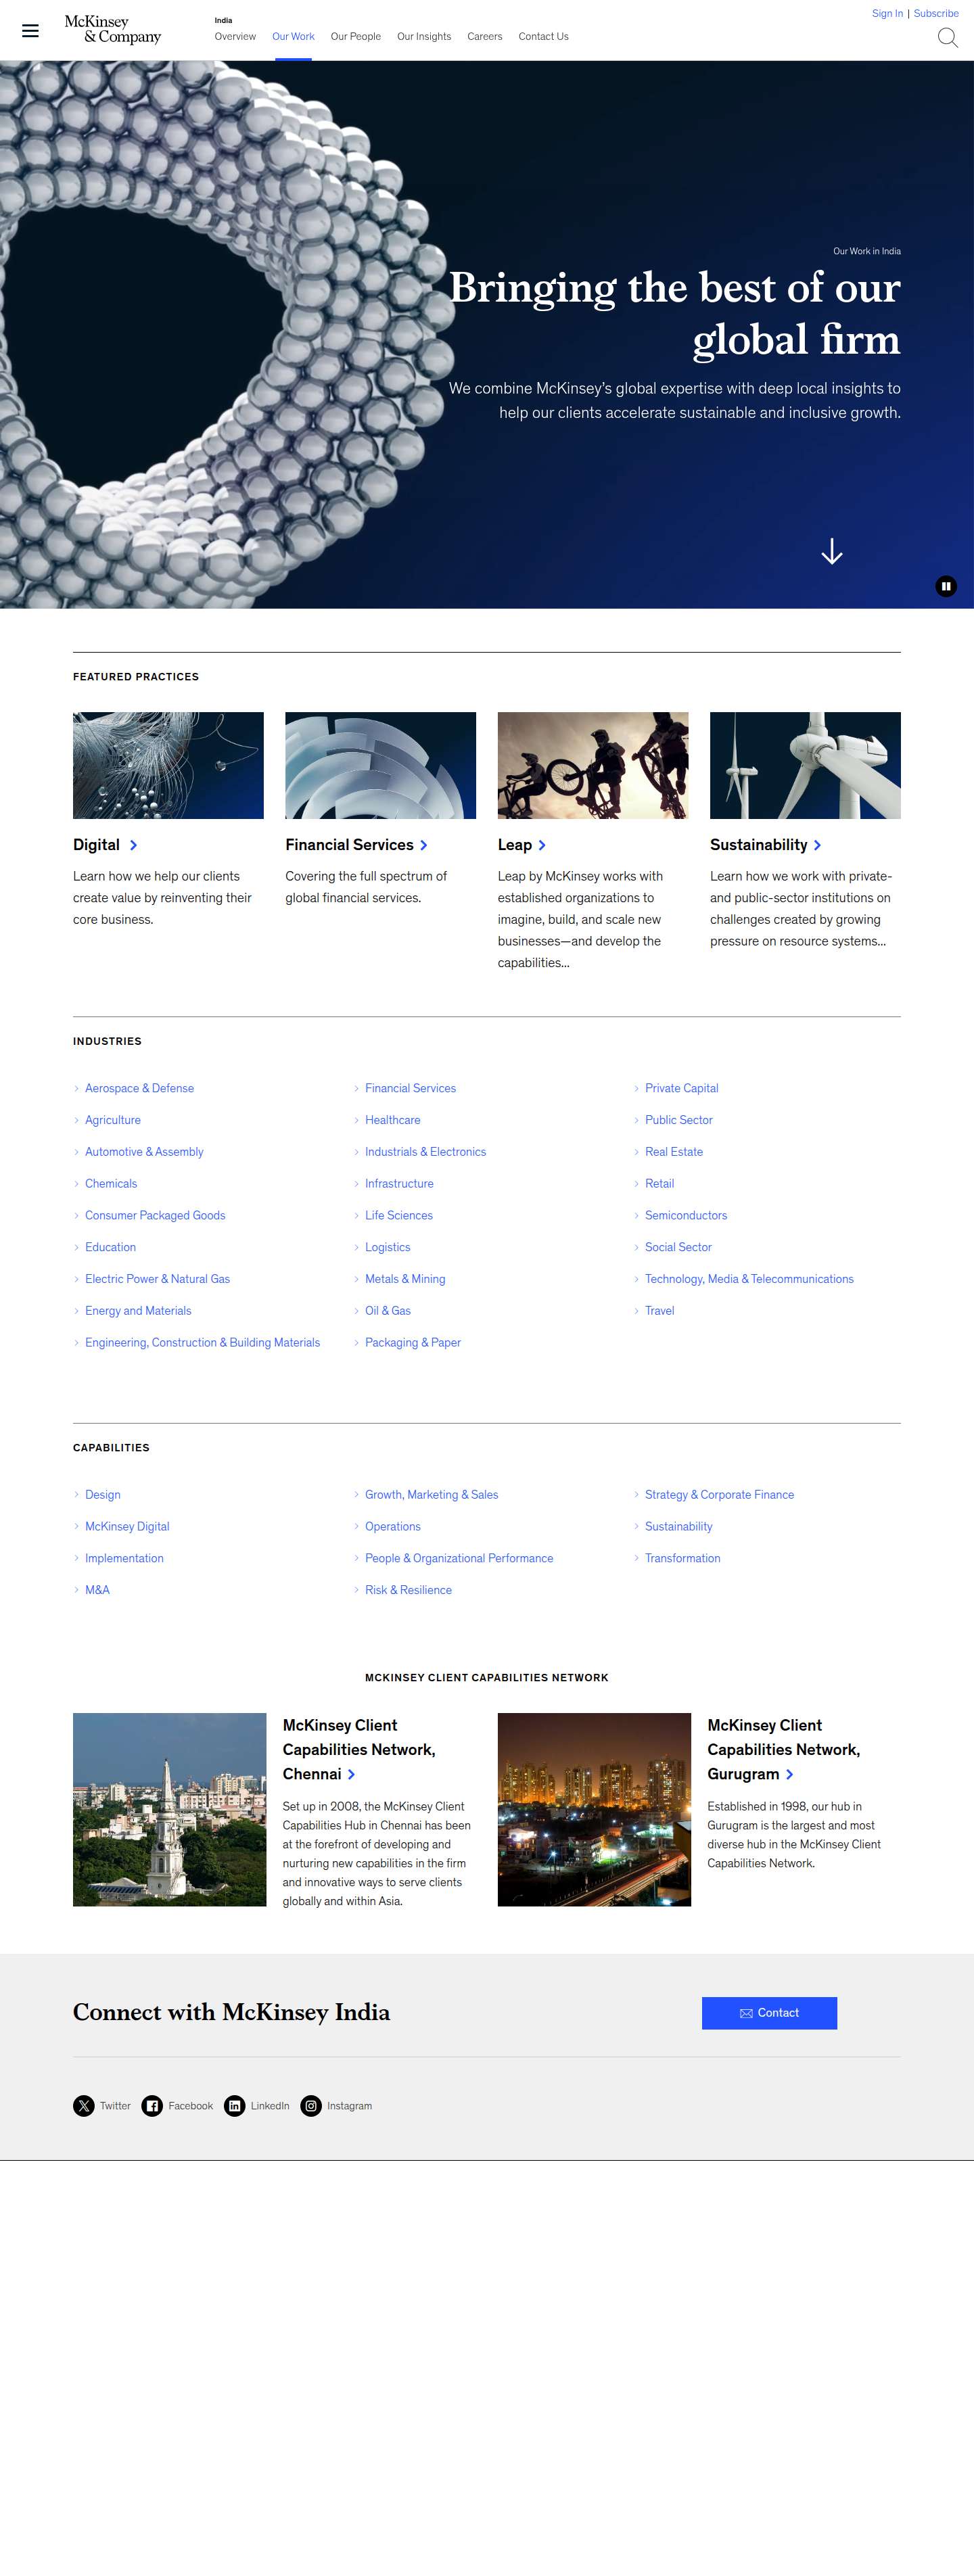 McKinsey
& Company
India
Overview
Our Work
Our People
Our Insights
Careers
Contact Us
Sign In | Subscribe
Our Work in India
Bringing the best of our
global firm
We combine McKinsey's global expertise with deep local insights to
help our clients accelerate sustainable and inclusive growth.
FEATURED PRACTICES
Digital
Learn how we help our clients
create value by reinventing their
core business.
Financial Services
Covering the full spectrum of
global financial services.
Leap
Leap by McKinsey works with
established organizations to
imagine, build, and scale new
businesses—and develop the
capabilities...
Sustainability
Learn how we work with private-
and public-sector institutions on
challenges created by growing
pressure on resource systems...
INDUSTRIES
Aerospace & Defense
Agriculture
Automotive & Assembly
Chemicals
Consumer Packaged Goods
Education
Electric Power & Natural Gas
Energy and Materials
Engineering, Construction & Building Materials
Financial Services
Healthcare
Industrials & Electronics
Infrastructure
Life Sciences
Logistics
Metals & Mining
Oil & Gas
Packaging & Paper
Private Capital
Public Sector
Real Estate
Retail
Semiconductors
Social Sector
Technology, Media & Telecommunications
Travel
CAPABILITIES
Design
McKinsey Digital
Implementation
M&A
Growth, Marketing & Sales
Operations
People & Organizational Performance
Risk & Resilience
Strategy & Corporate Finance
Sustainability
Transformation
MCKINSEY CLIENT CAPABILITIES NETWORK
McKinsey Client
Capabilities Network,
Chennai
Set up in 2008, the McKinsey Client
Capabilities Hub in Chennai has been
at the forefront of developing and
nurturing new capabilities in the firm
and innovative ways to serve clients
globally and within Asia.
McKinsey Client
Capabilities Network,
Gurugram
Established in 1998, our hub in
Gurugram is the largest and most
diverse hub in the McKinsey Client
Capabilities Network.
Connect with McKinsey India
Contact
Twitter
Facebook
LinkedIn
Instagram